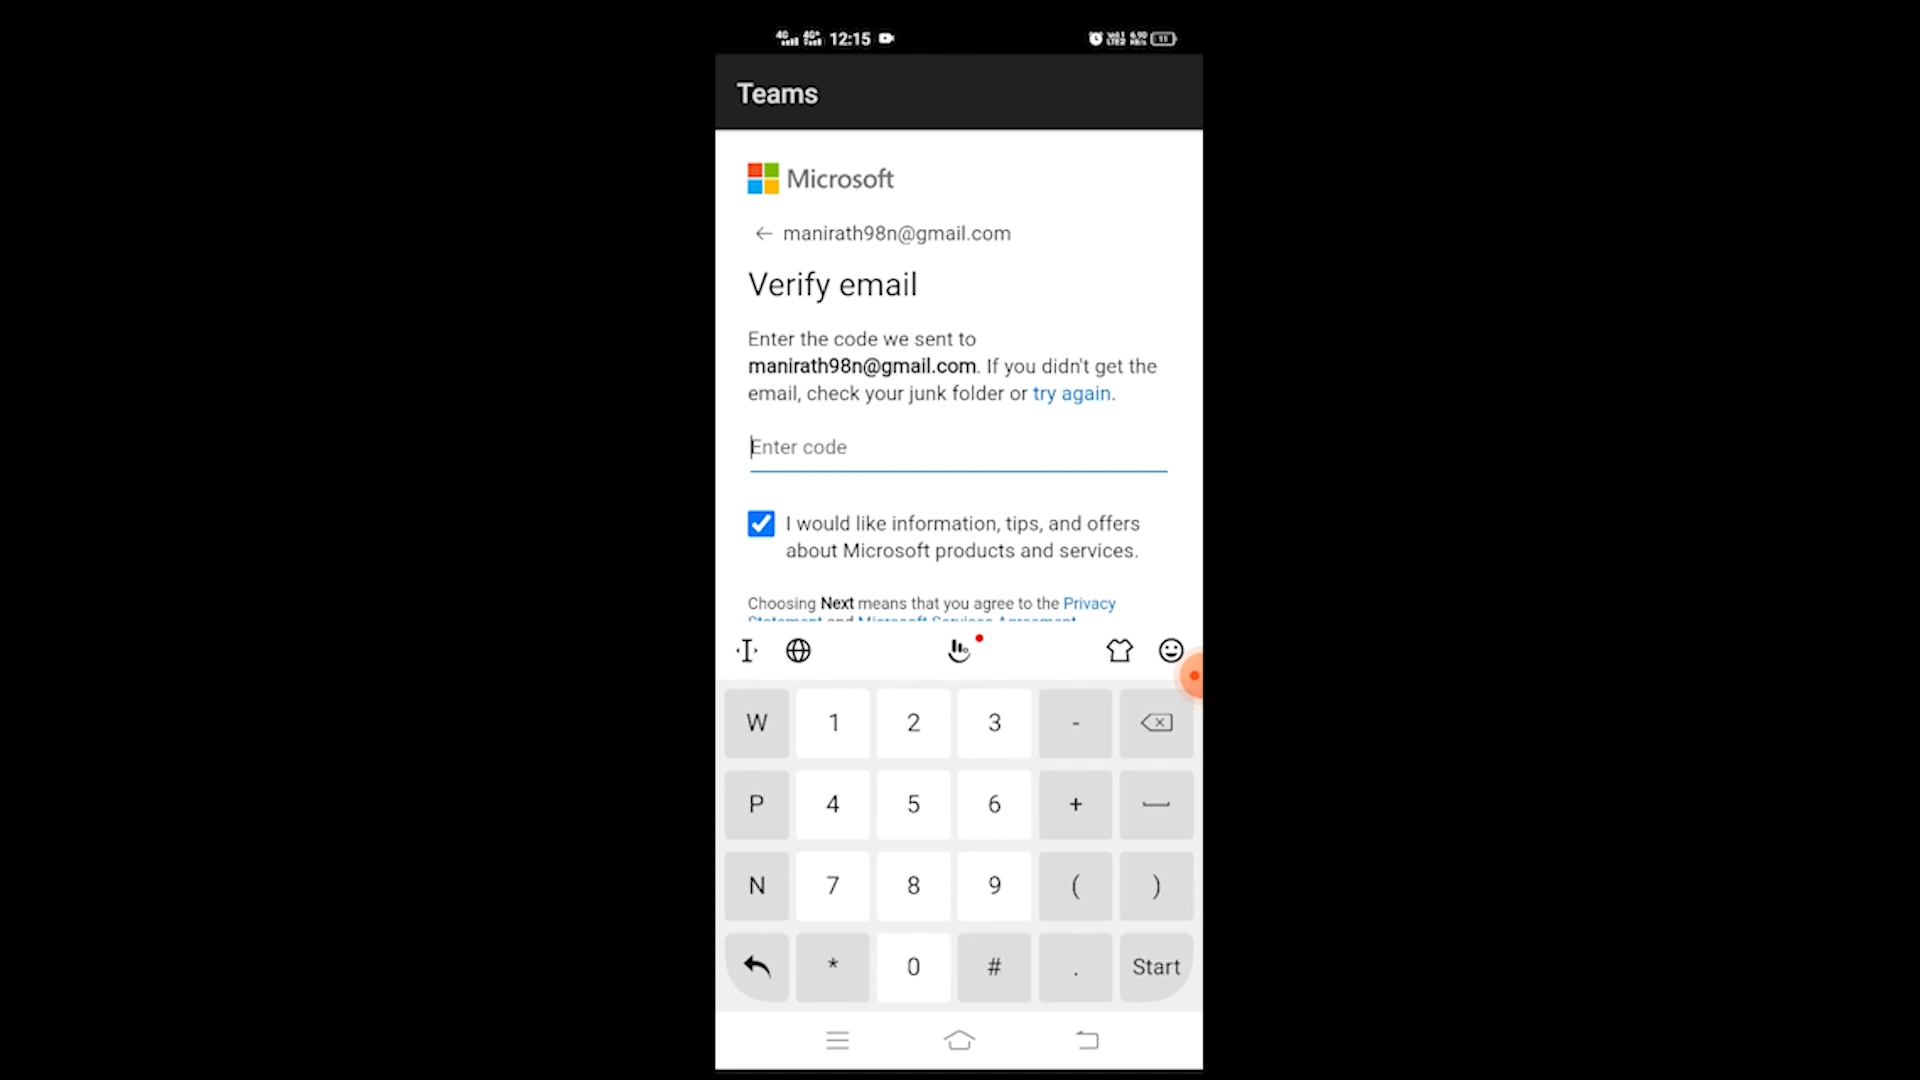 12:15
11
Teams
Microsoft
manirath98n@gmail.com
Verify email
Enter the code we sent to
manirath98n@gmail.com. If you didn't get the
email, check your junk folder or try again.
Enter code
I would like information, tips, and offers
about Microsoft products and services.
Choosing Next means that you agree to the Privacy
Statement and Microsoft Services Agreement
W 1 2 3 -
P 4 5 6 +
N 7 8 9 ( )
* 0 # . Start